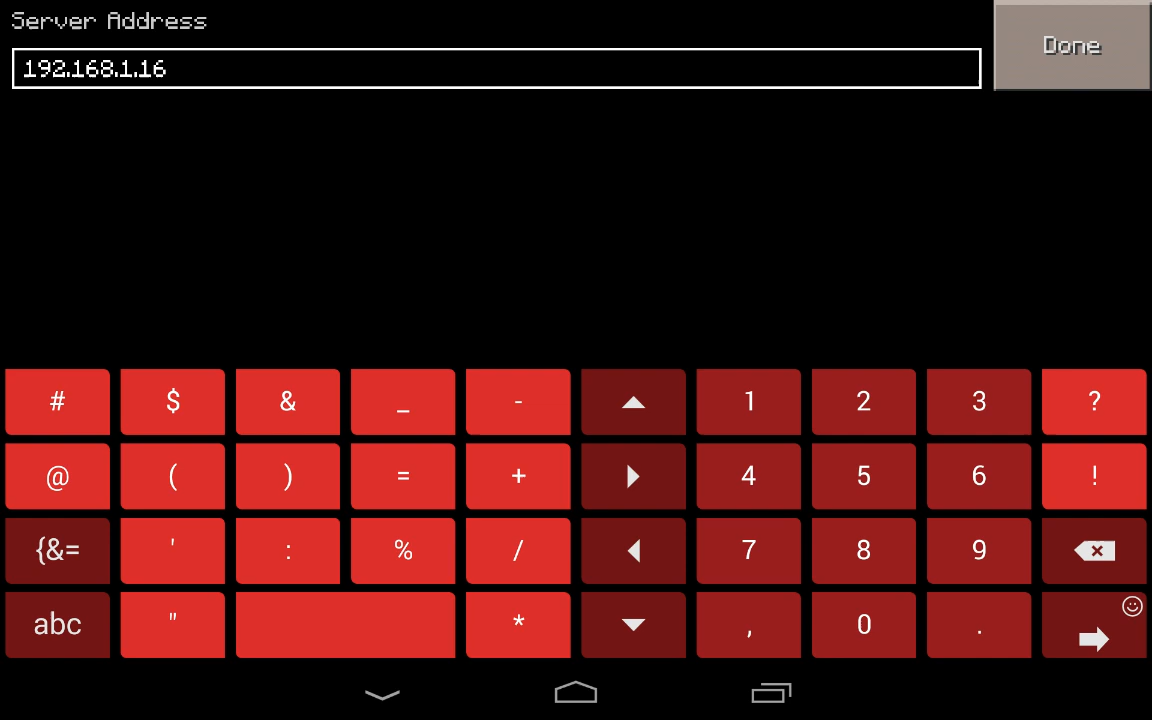 Server Address
Done
192.168.1.16
# $ & _ - 1 2 3 ?
@ ( ) = + 4 5 6 !
{&= ' : % / 7 8 9
abc " * , 0 .